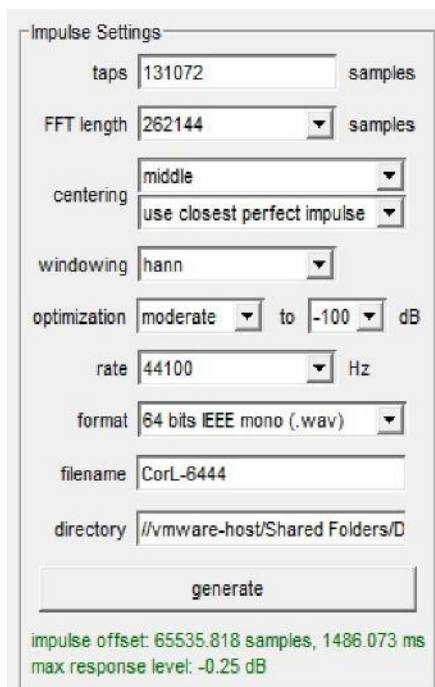 Impulse Settings
taps 131072 samples
FFT length 262144 samples
centering middle
use closest perfect impulse
windowing hann
optimization moderate to -100 dB
rate 44100 Hz
format 64 bits IEEE mono (.wav)
filename CorL-6444
directory //vmware-host/Shared Folders/D
generate
impulse offset: 65535.818 samples, 1486.073 ms
max response level: -0.25 dB